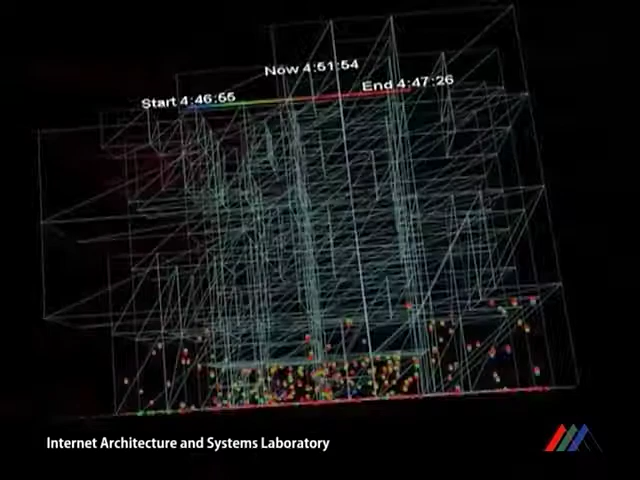 Now 4:51:54
Start 4:46:55
End 4:47:26
Internet Architecture and Systems Laboratory